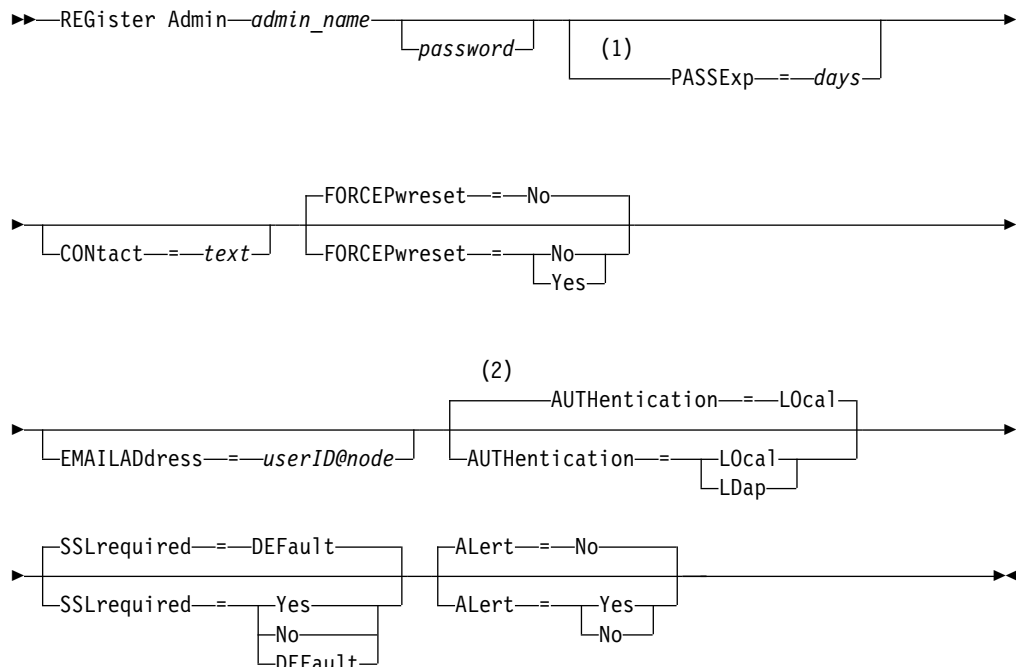 REGister Admin admin_name
password
(1)
PASSExp = days
FORCEPwreset = No
CONtact = text
FORCEPwreset = No
Yes
(2)
AUTHentication = LOcal
EMAILADdress = userID@node
AUTHentication = LOcal
LDap
SSLrequired = DEFault
ALert = No
SSLrequired = Yes
ALert = Yes
No
No
DEFault